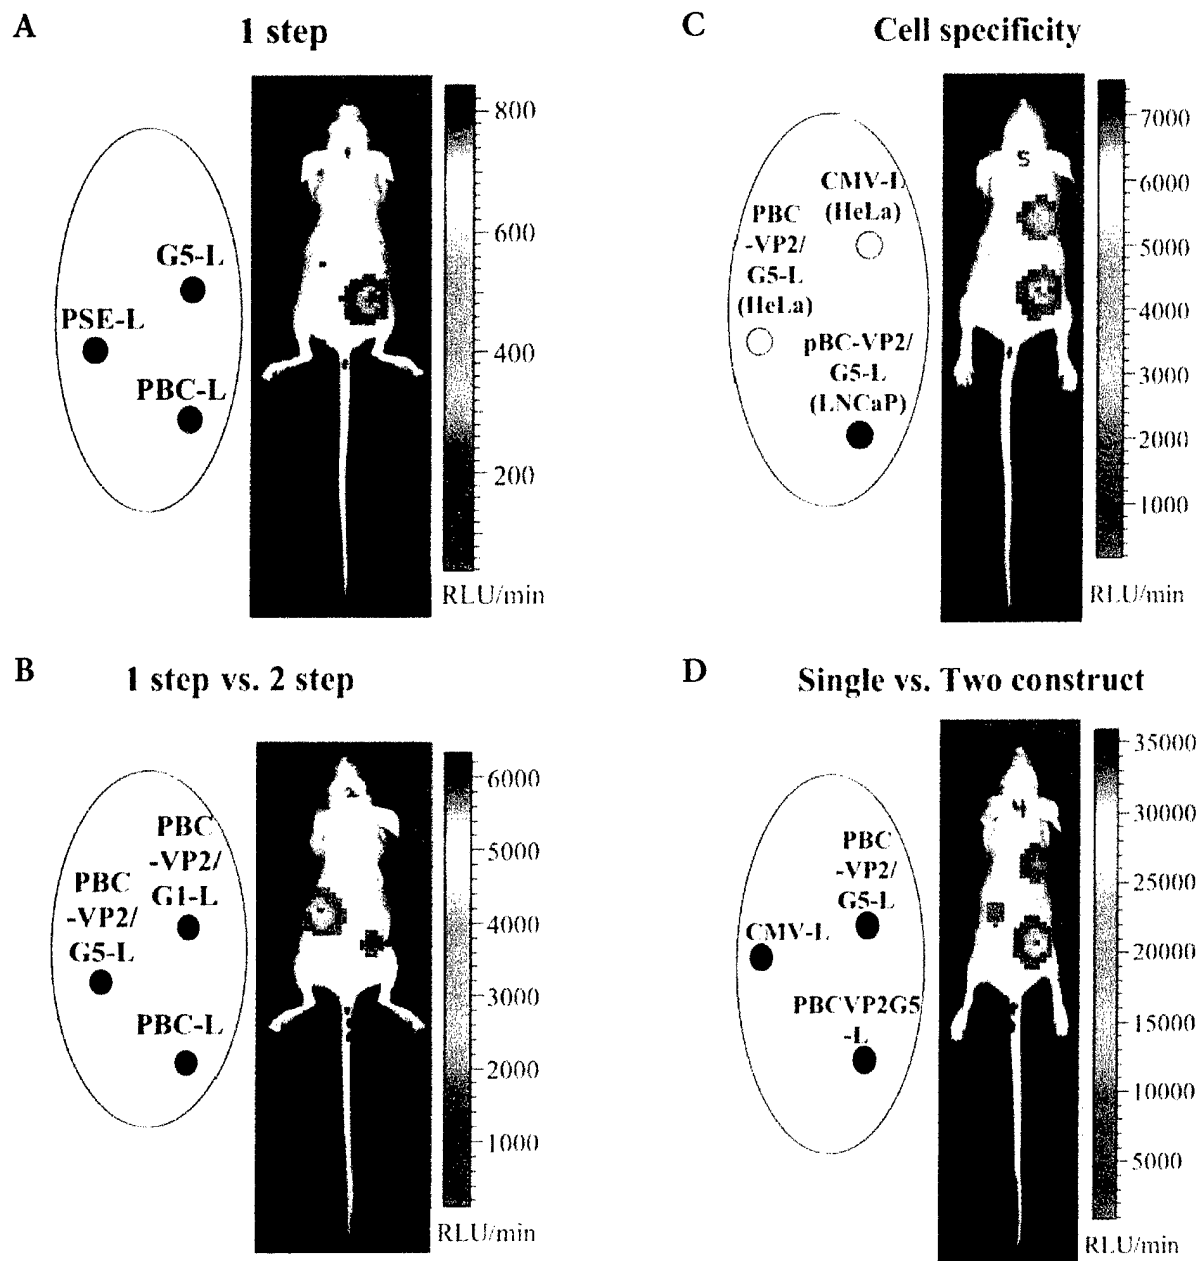 A
1 step
G5-L
PSE-L
PBC-L
800
600
400
200
RLU/min
B
1 step vs. 2 step
PBC
-VP2/
G1-L
PBC
-VP2/
G5-L
PBC-L
6000
5000
4000
3000
2000
1000
RLU/min
C
Cell specificity
CMV-L
(HeLa)
PBC
-VP2/
G5-L
(HeLa)
pBC-VP2/
G5-L
(LNCaP)
5
7000
6000
5000
4000
3000
2000
1000
RLU/min
D
Single vs. Two construct
PBC
-VP2/
G5-L
CMV-L
PBCVP2G5
-L
4
35000
30000
25000
20000
15000
10000
5000
RLU/min